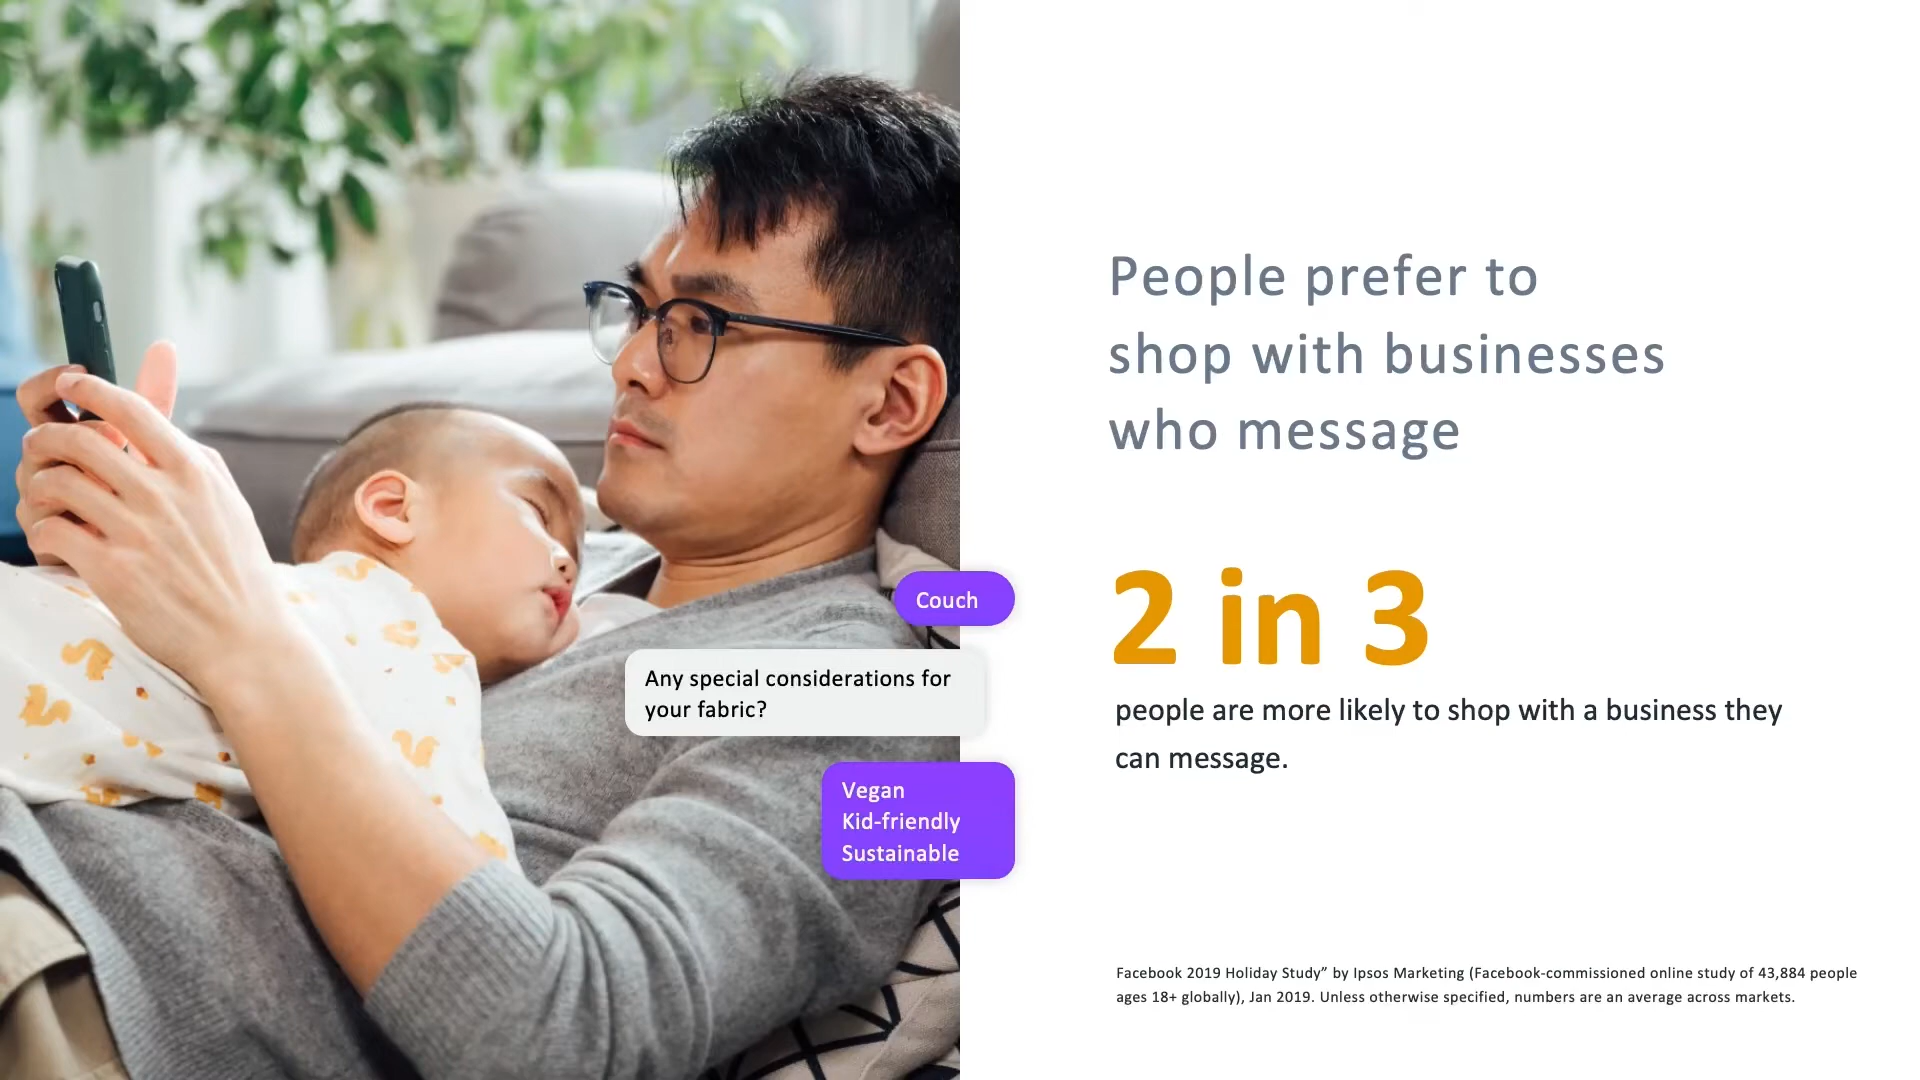 Couch
Any special considerations for
your fabric?
Vegan
Kid-friendly
Sustainable
People prefer to
shop with businesses
who message
2 in 3
people are more likely to shop with a business they
can message.
Facebook 2019 Holiday Study” by Ipsos Marketing (Facebook-commissioned online study of 43,884 people
ages 18+ globally), Jan 2019. Unless otherwise specified, numbers are an average across markets.